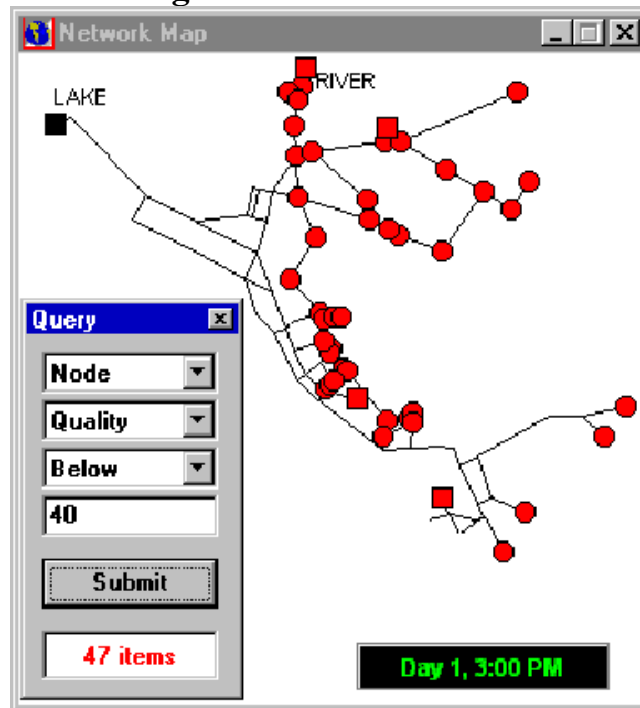 Network Map
RIVER
LAKE
Query
Node
Quality
Below
40
Submit
47 items
Day 1, 3:00 PM